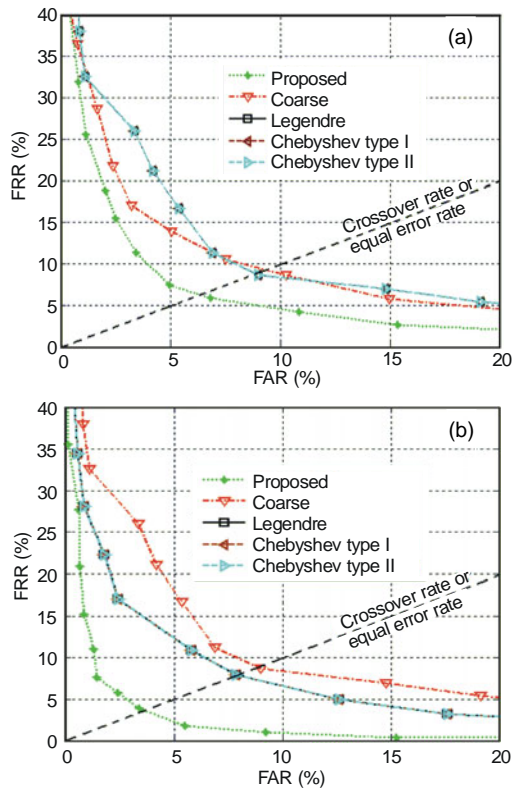 40
35
30
25
20
15
10
5
0
FRR (%)
(a)
Proposed
Coarse
Legendre
Chebyshev type I
Chebyshev type II
Crossover rate or
equal error rate
0 5 10 15 20
FAR (%)
40
35
30
25
20
15
10
5
0
FRR (%)
(b)
Proposed
Coarse
Legendre
Chebyshev type I
Chebyshev type II
Crossover rate or
equal error rate
0 5 10 15 20
FAR (%)